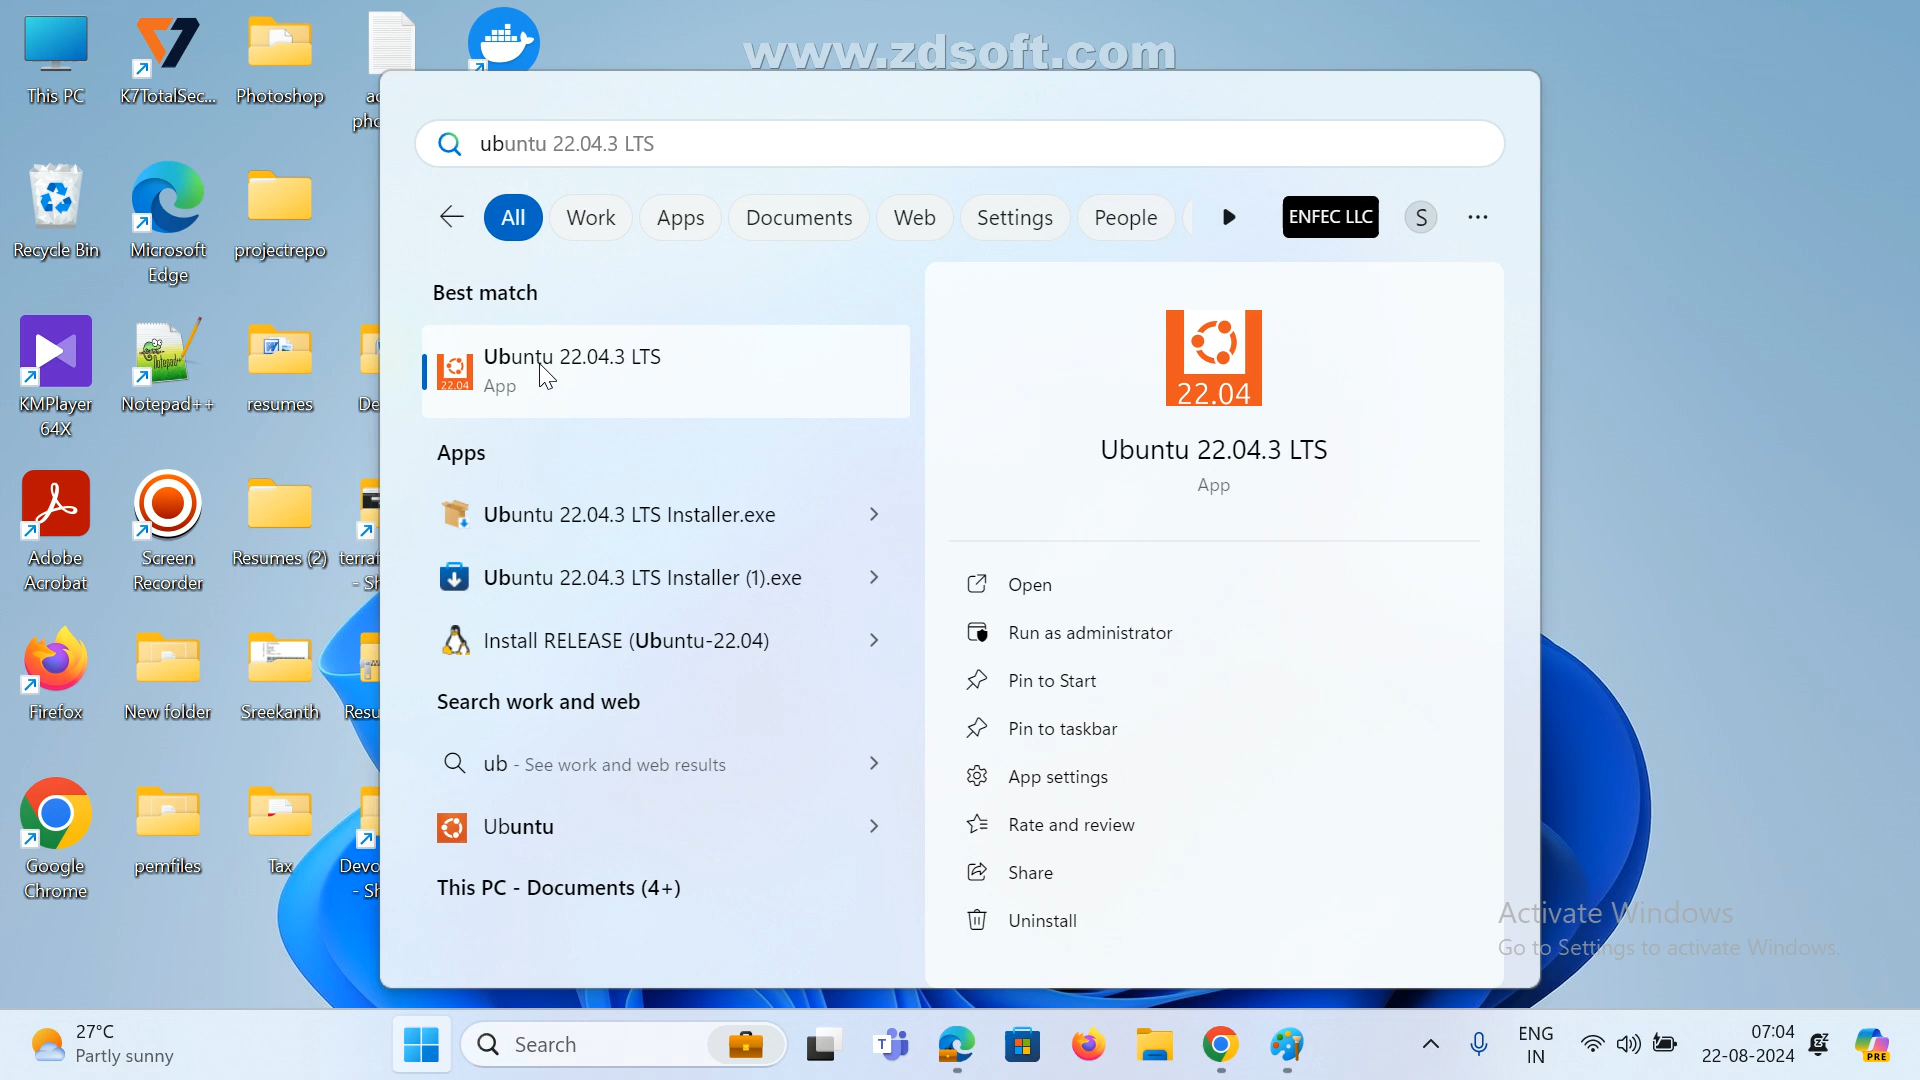 www.zdsoft.com
This PC
K7TotalSec...
Photoshop
Recycle Bin
Microsoft
Edge
projectrepo
KMPlayer
64X
Notepad++
resumes
Adobe
Acrobat
Screen
Recorder
Resumes (2)
Firefox
New folder
Sreekanth
Google
Chrome
pemfiles
Tax
ubuntu 22.04.3 LTS
All
Work
Apps
Documents
Web
Settings
People
ENFEC LLC
S
Best match
22.04
Ubuntu 22.04.3 LTS
App
Apps
Ubuntu 22.04.3 LTS Installer.exe
Ubuntu 22.04.3 LTS Installer (1).exe
Install RELEASE (Ubuntu-22.04)
Search work and web
ub - See work and web results
Ubuntu
This PC - Documents (4+)
22.04
Ubuntu 22.04.3 LTS
App
Open
Run as administrator
Pin to Start
Pin to taskbar
App settings
Rate and review
Share
Uninstall
Activate Windows
Go to Settings to activate Windows.
27°C
Partly sunny
Search
ENG
IN
07:04
22-08-2024
PRE